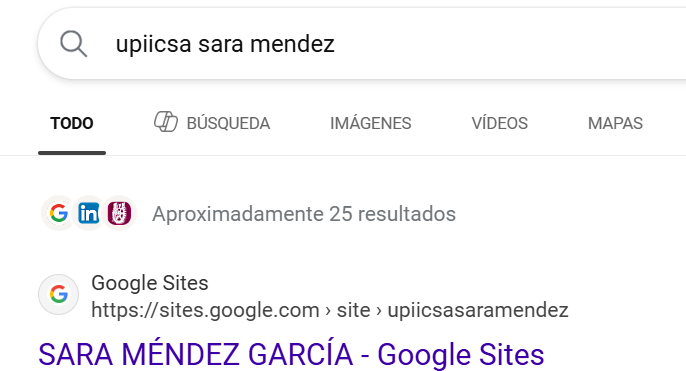 upiicsa sara mendez
TODO BÚSQUEDA IMÁGENES VÍDEOS MAPAS
Aproximadamente 25 resultados
Google Sites
https://sites.google.com › site › upiicsasaramendez
SARA MÉNDEZ GARCÍA - Google Sites